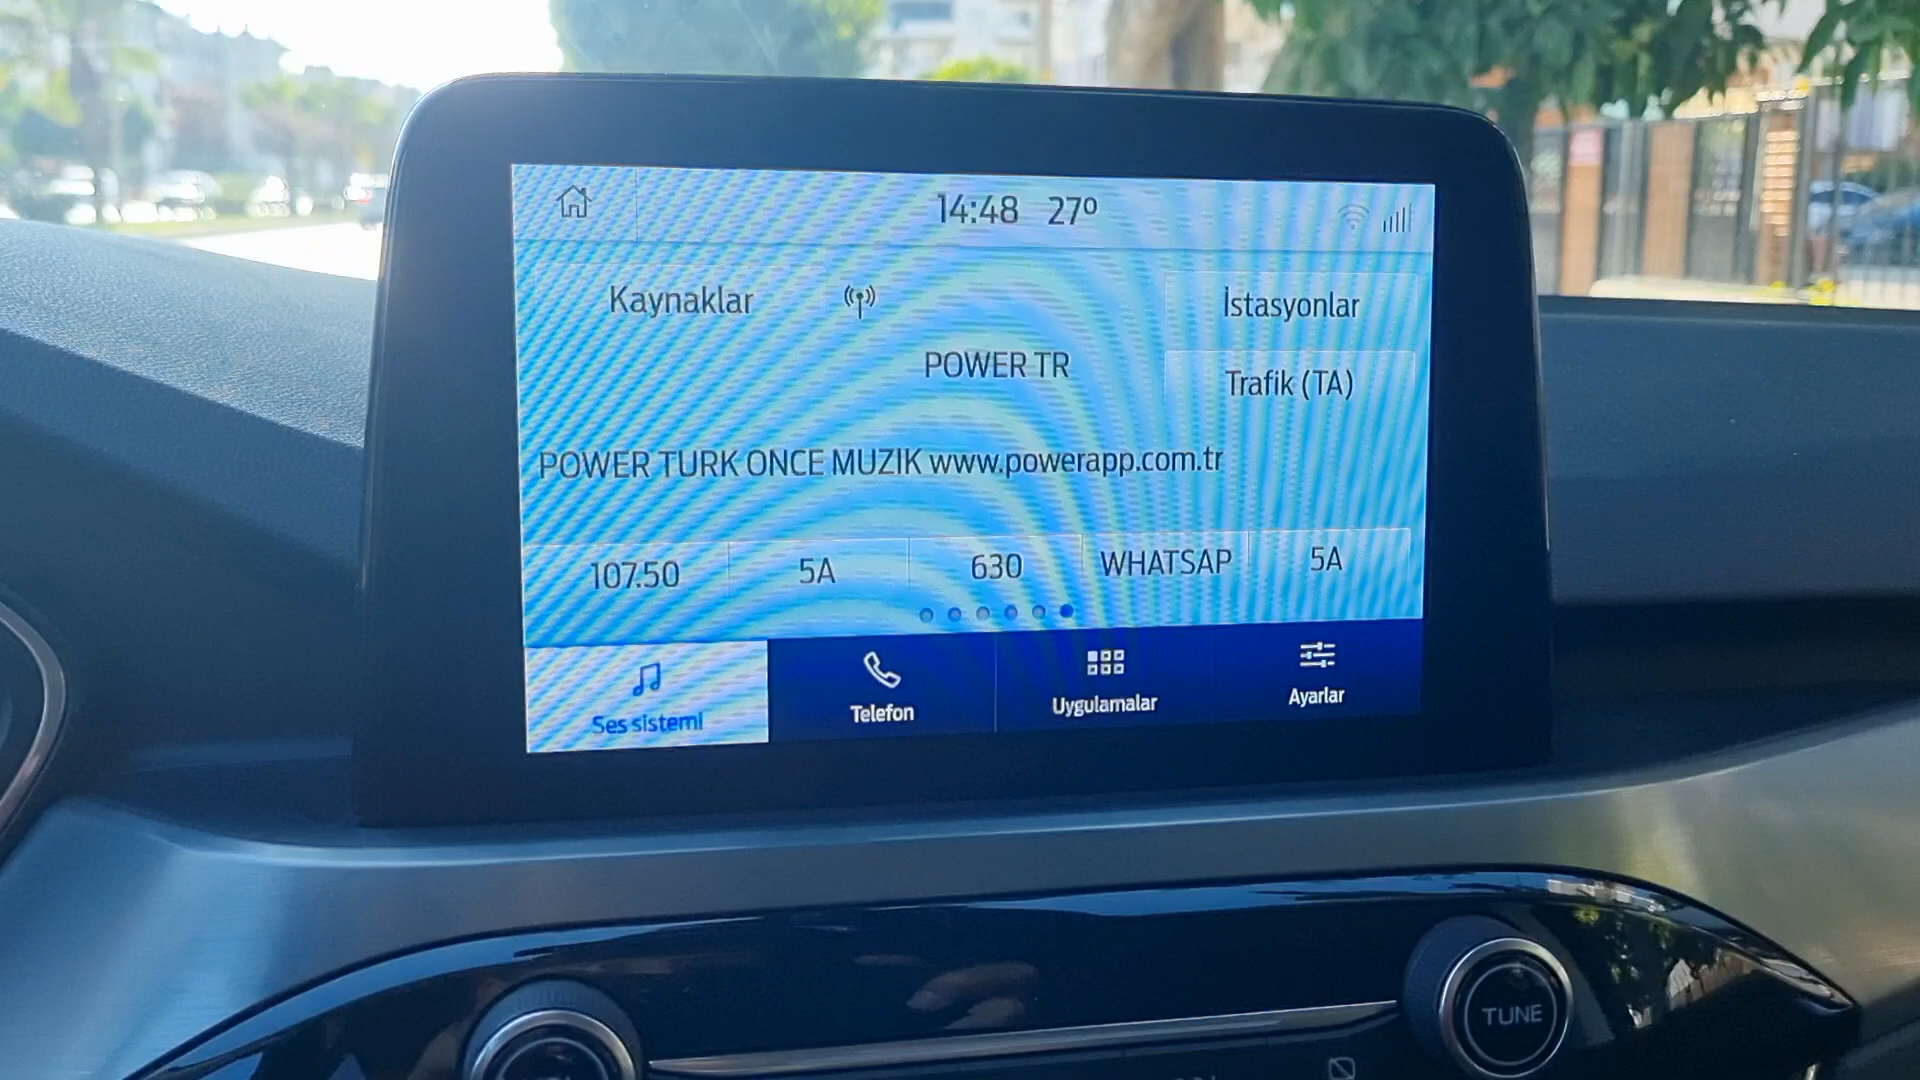 14:48 27º
Kaynaklar
İstasyonlar
POWER TR
Trafik (TA)
POWER TURK ONCE MUZIK www.powerapp.com.tr
107.50 5A 630 WHATSAP 5A
Ses sistemi Telefon Uygulamalar Ayarlar
TUNE